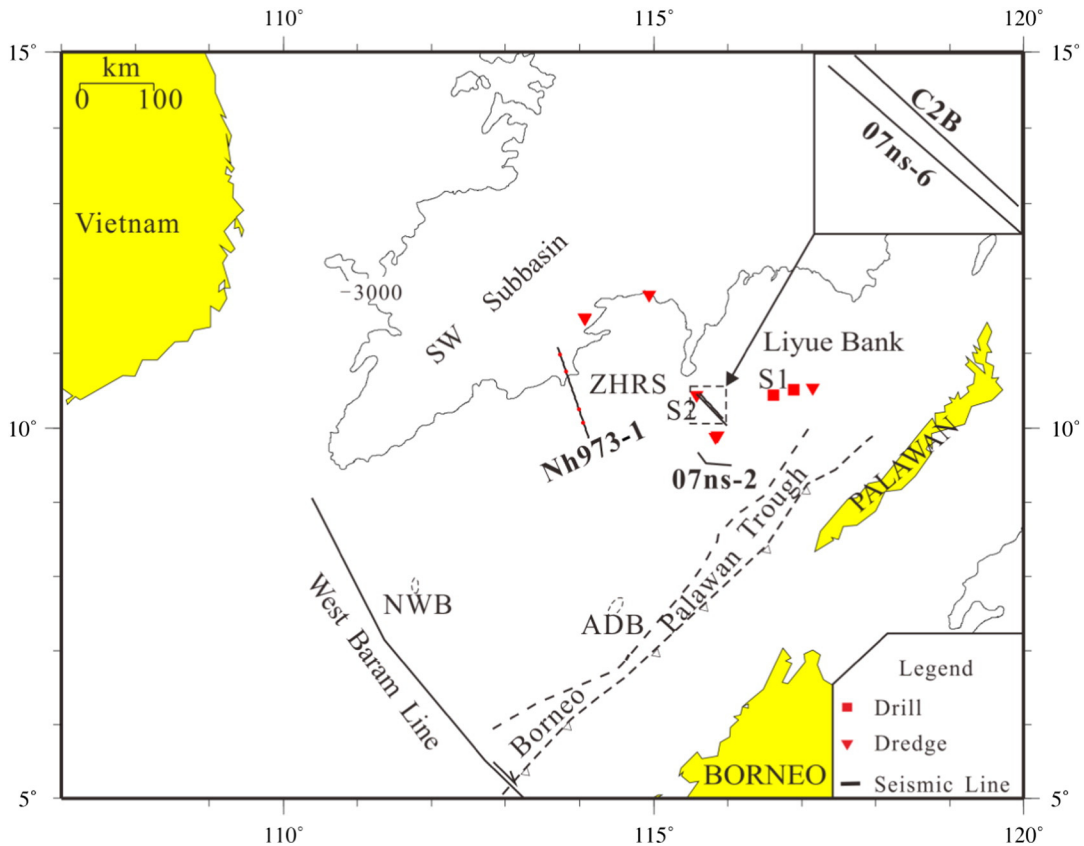 110° 115° 120°
15° 15°
km
0 100
C2B
07ns-6
Vietnam
Subbasin
-3000
SW
Liyue Bank
ZHRS
S1
S2
10° 10°
Nh973-1
07ns-2
PALAWAN
Palawan Trough
NWB
ADB
West Baram Line
Borneo
Legend
Drill
Dredge
BORNEO
Seismic Line
5° 5°
110° 115° 120°